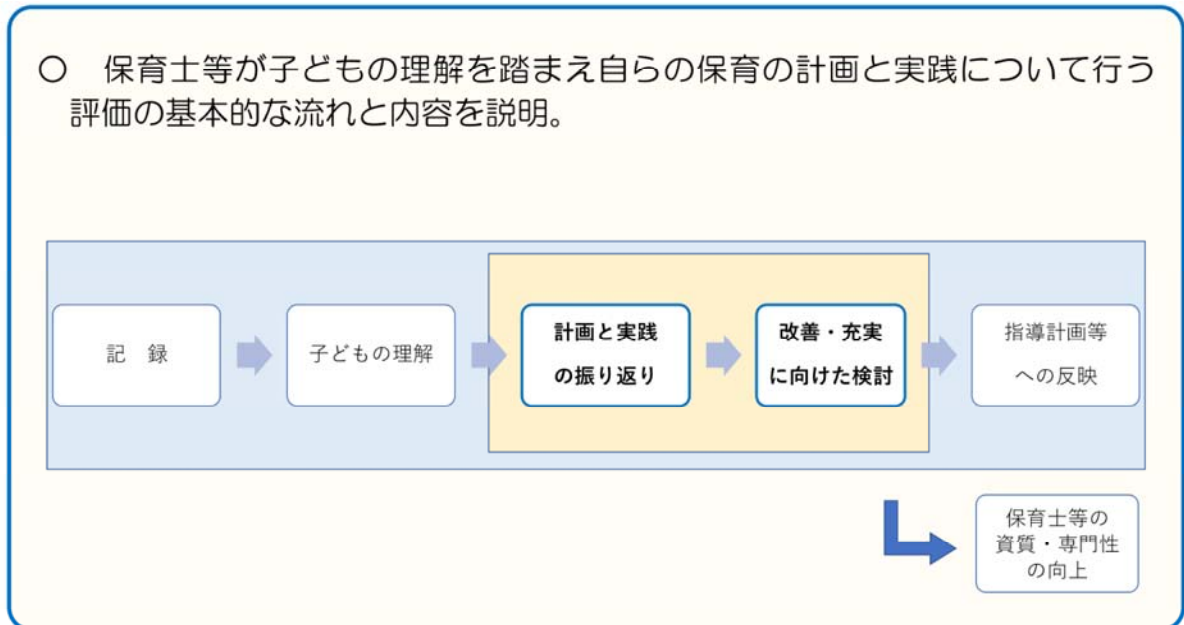 ○　保育士等が子どもの理解を踏まえ自らの保育の計画と実践について行う
評価の基本的な流れと内容を説明。
記　録
子どもの理解
計画と実践
の振り返り
改善・充実
に向けた検討
指導計画等
への反映
保育士等の
資質・専門性
の向上